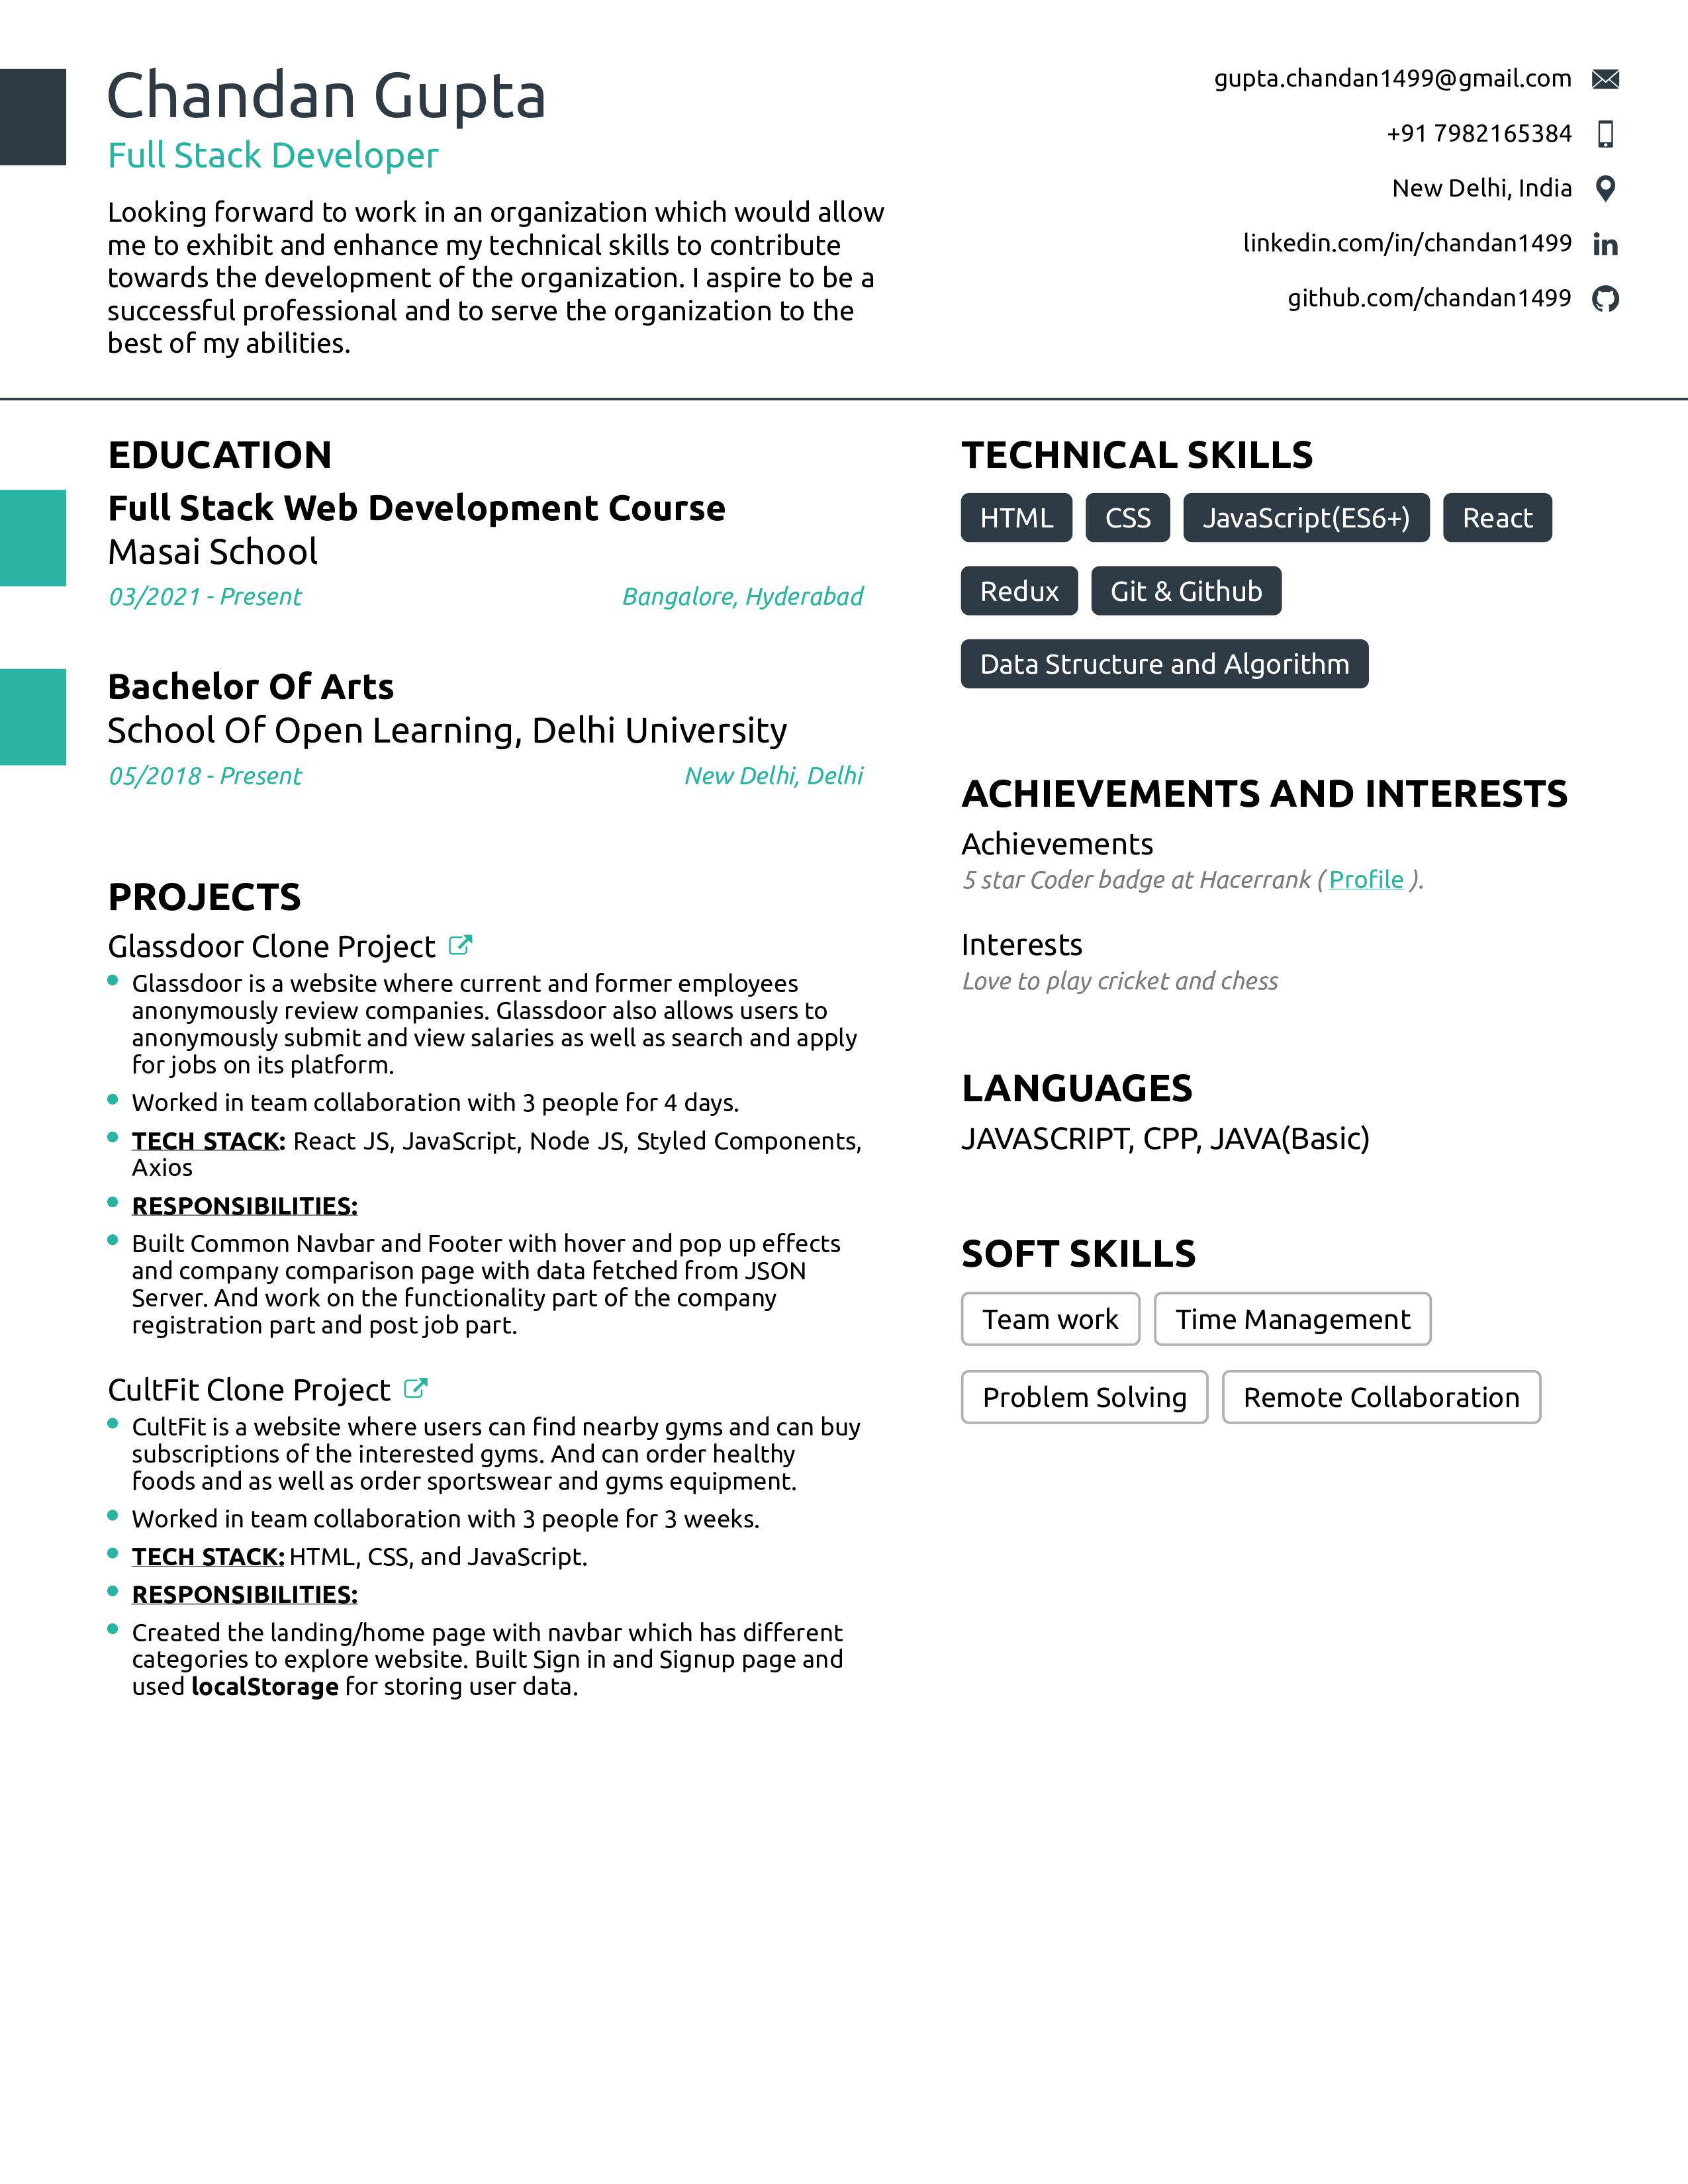 Chandan Gupta
Full Stack Developer
Looking forward to work in an organization which would allow
me to exhibit and enhance my technical skills to contribute
towards the development of the organization. I aspire to be a
successful professional and to serve the organization to the
best of my abilities.
gupta.chandan1499@gmail.com
+91 7982165384
New Delhi, India
linkedin.com/in/chandan1499
github.com/chandan1499
EDUCATION
Full Stack Web Development Course
Masai School
03/2021 - Present Bangalore, Hyderabad
Bachelor Of Arts
School Of Open Learning, Delhi University
05/2018 - Present New Delhi, Delhi
PROJECTS
Glassdoor Clone Project
Glassdoor is a website where current and former employees
anonymously review companies. Glassdoor also allows users to
anonymously submit and view salaries as well as search and apply
for jobs on its platform.
Worked in team collaboration with 3 people for 4 days.
TECH STACK: React JS, JavaScript, Node JS, Styled Components,
Axios
RESPONSIBILITIES:
Built Common Navbar and Footer with hover and pop up effects
and company comparison page with data fetched from JSON
Server. And work on the functionality part of the company
registration part and post job part.
CultFit Clone Project
CultFit is a website where users can find nearby gyms and can buy
subscriptions of the interested gyms. And can order healthy
foods and as well as order sportswear and gyms equipment.
Worked in team collaboration with 3 people for 3 weeks.
TECH STACK: HTML, CSS, and JavaScript.
RESPONSIBILITIES:
Created the landing/home page with navbar which has different
categories to explore website. Built Sign in and Signup page and
used localStorage for storing user data.
TECHNICAL SKILLS
HTML CSS JavaScript(ES6+) React
Redux Git & Github
Data Structure and Algorithm
ACHIEVEMENTS AND INTERESTS
Achievements
5 star Coder badge at Hacerrank ( Profile ).
Interests
Love to play cricket and chess
LANGUAGES
JAVASCRIPT, CPP, JAVA(Basic)
SOFT SKILLS
Team work Time Management
Problem Solving Remote Collaboration